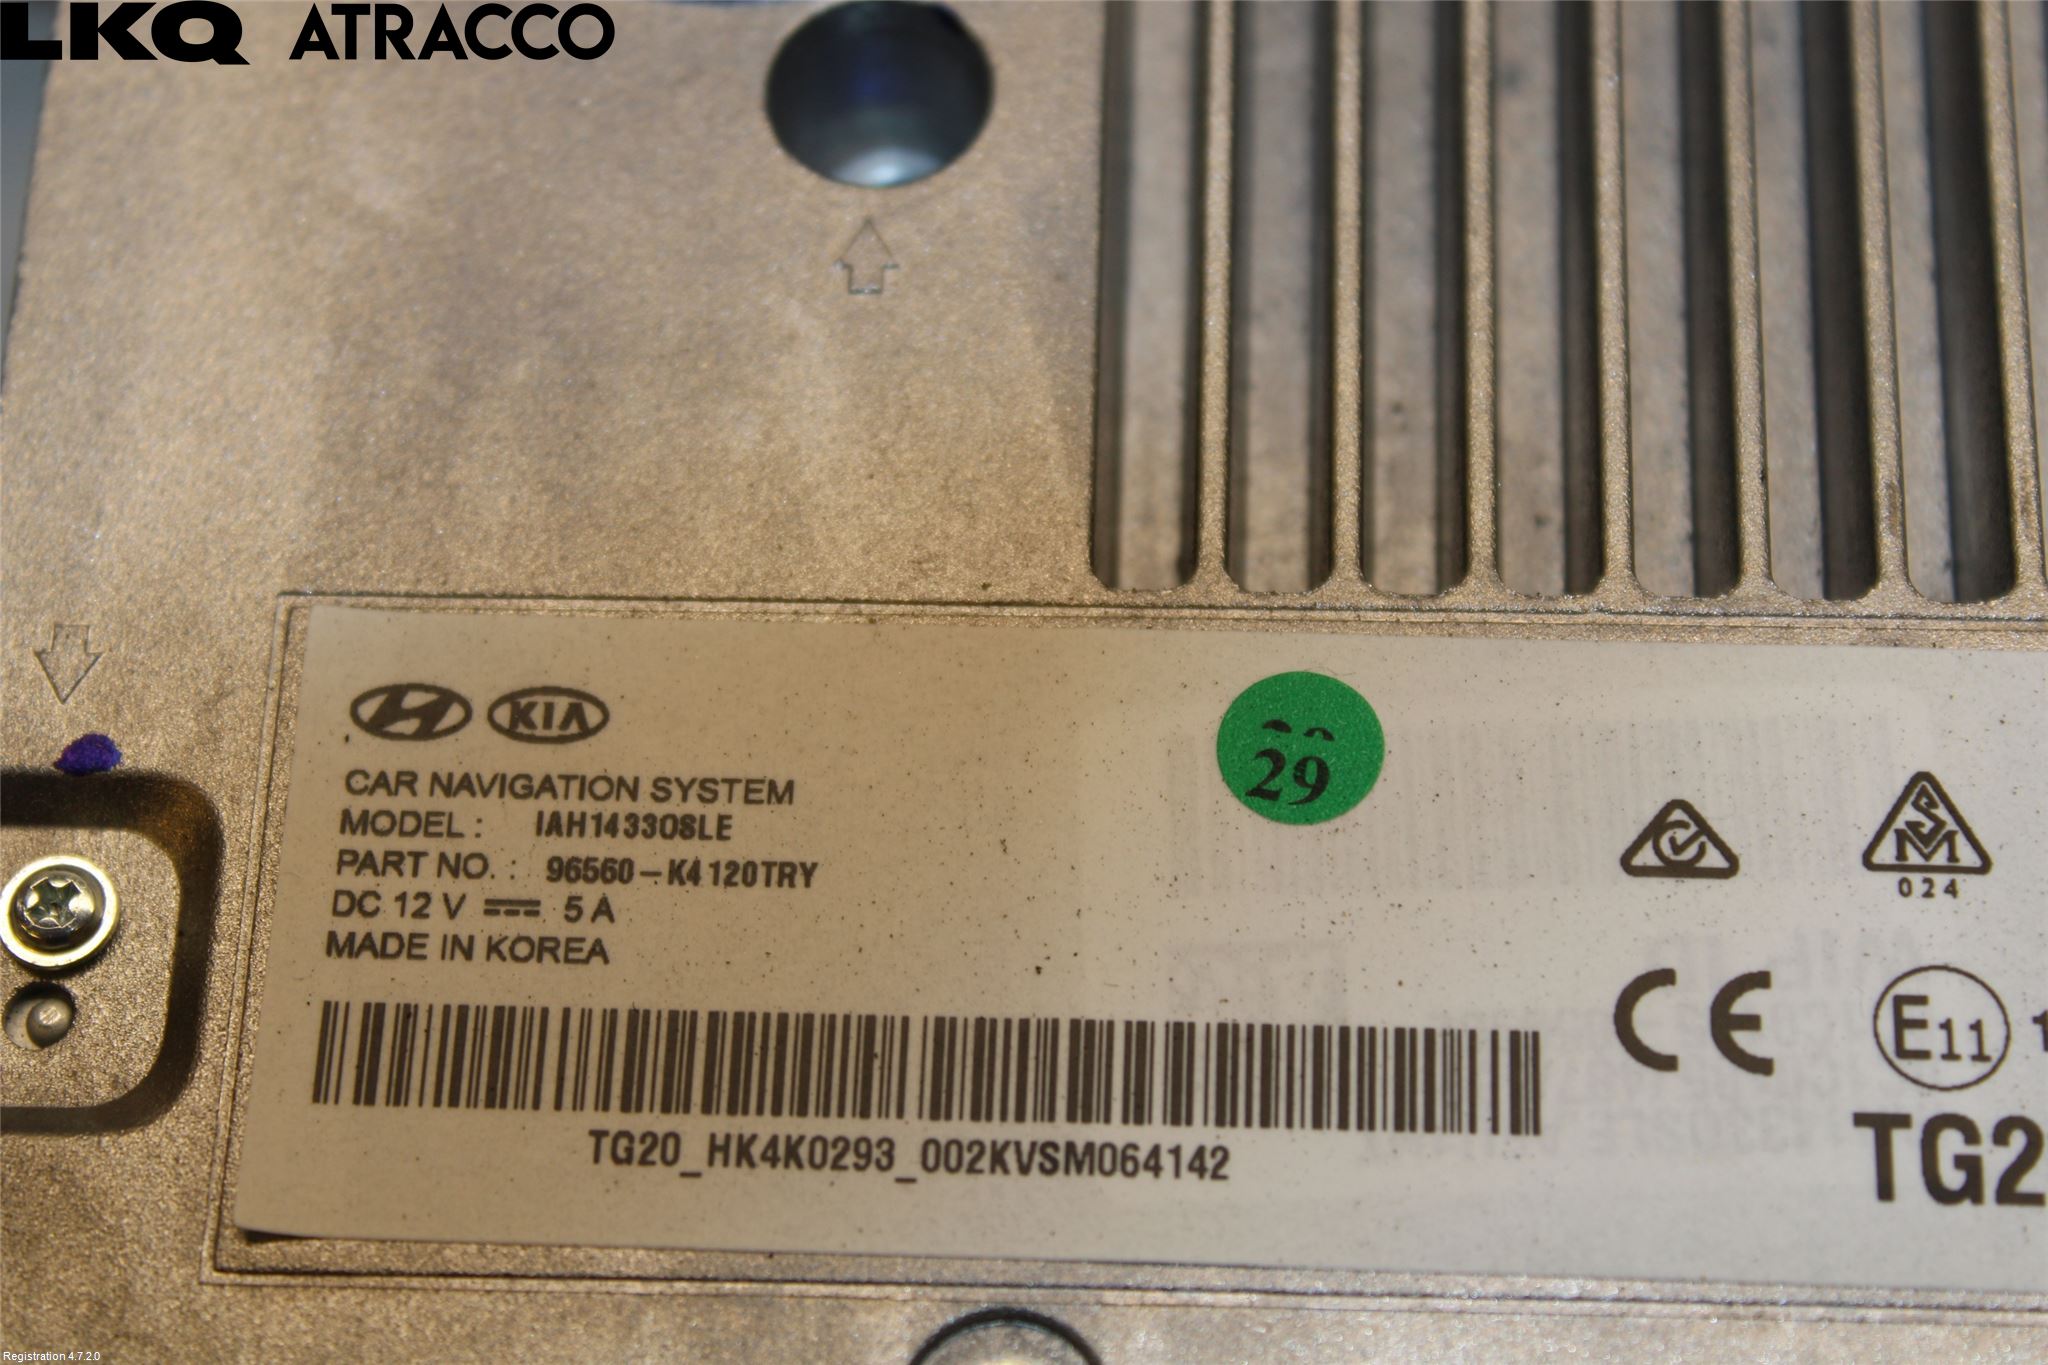 LKQ ATRACCO
HYUNDAI KIA
CAR NAVIGATION SYSTEM
MODEL : IAH14330SLE
PART NO. : 96560-K4120TRY
DC 12 V ⎓ 5 A
MADE IN KOREA
29
S M
024
CE E11
TG20_HK4K0293_002KVSM064142
TG2
Registration 4.7.2.0